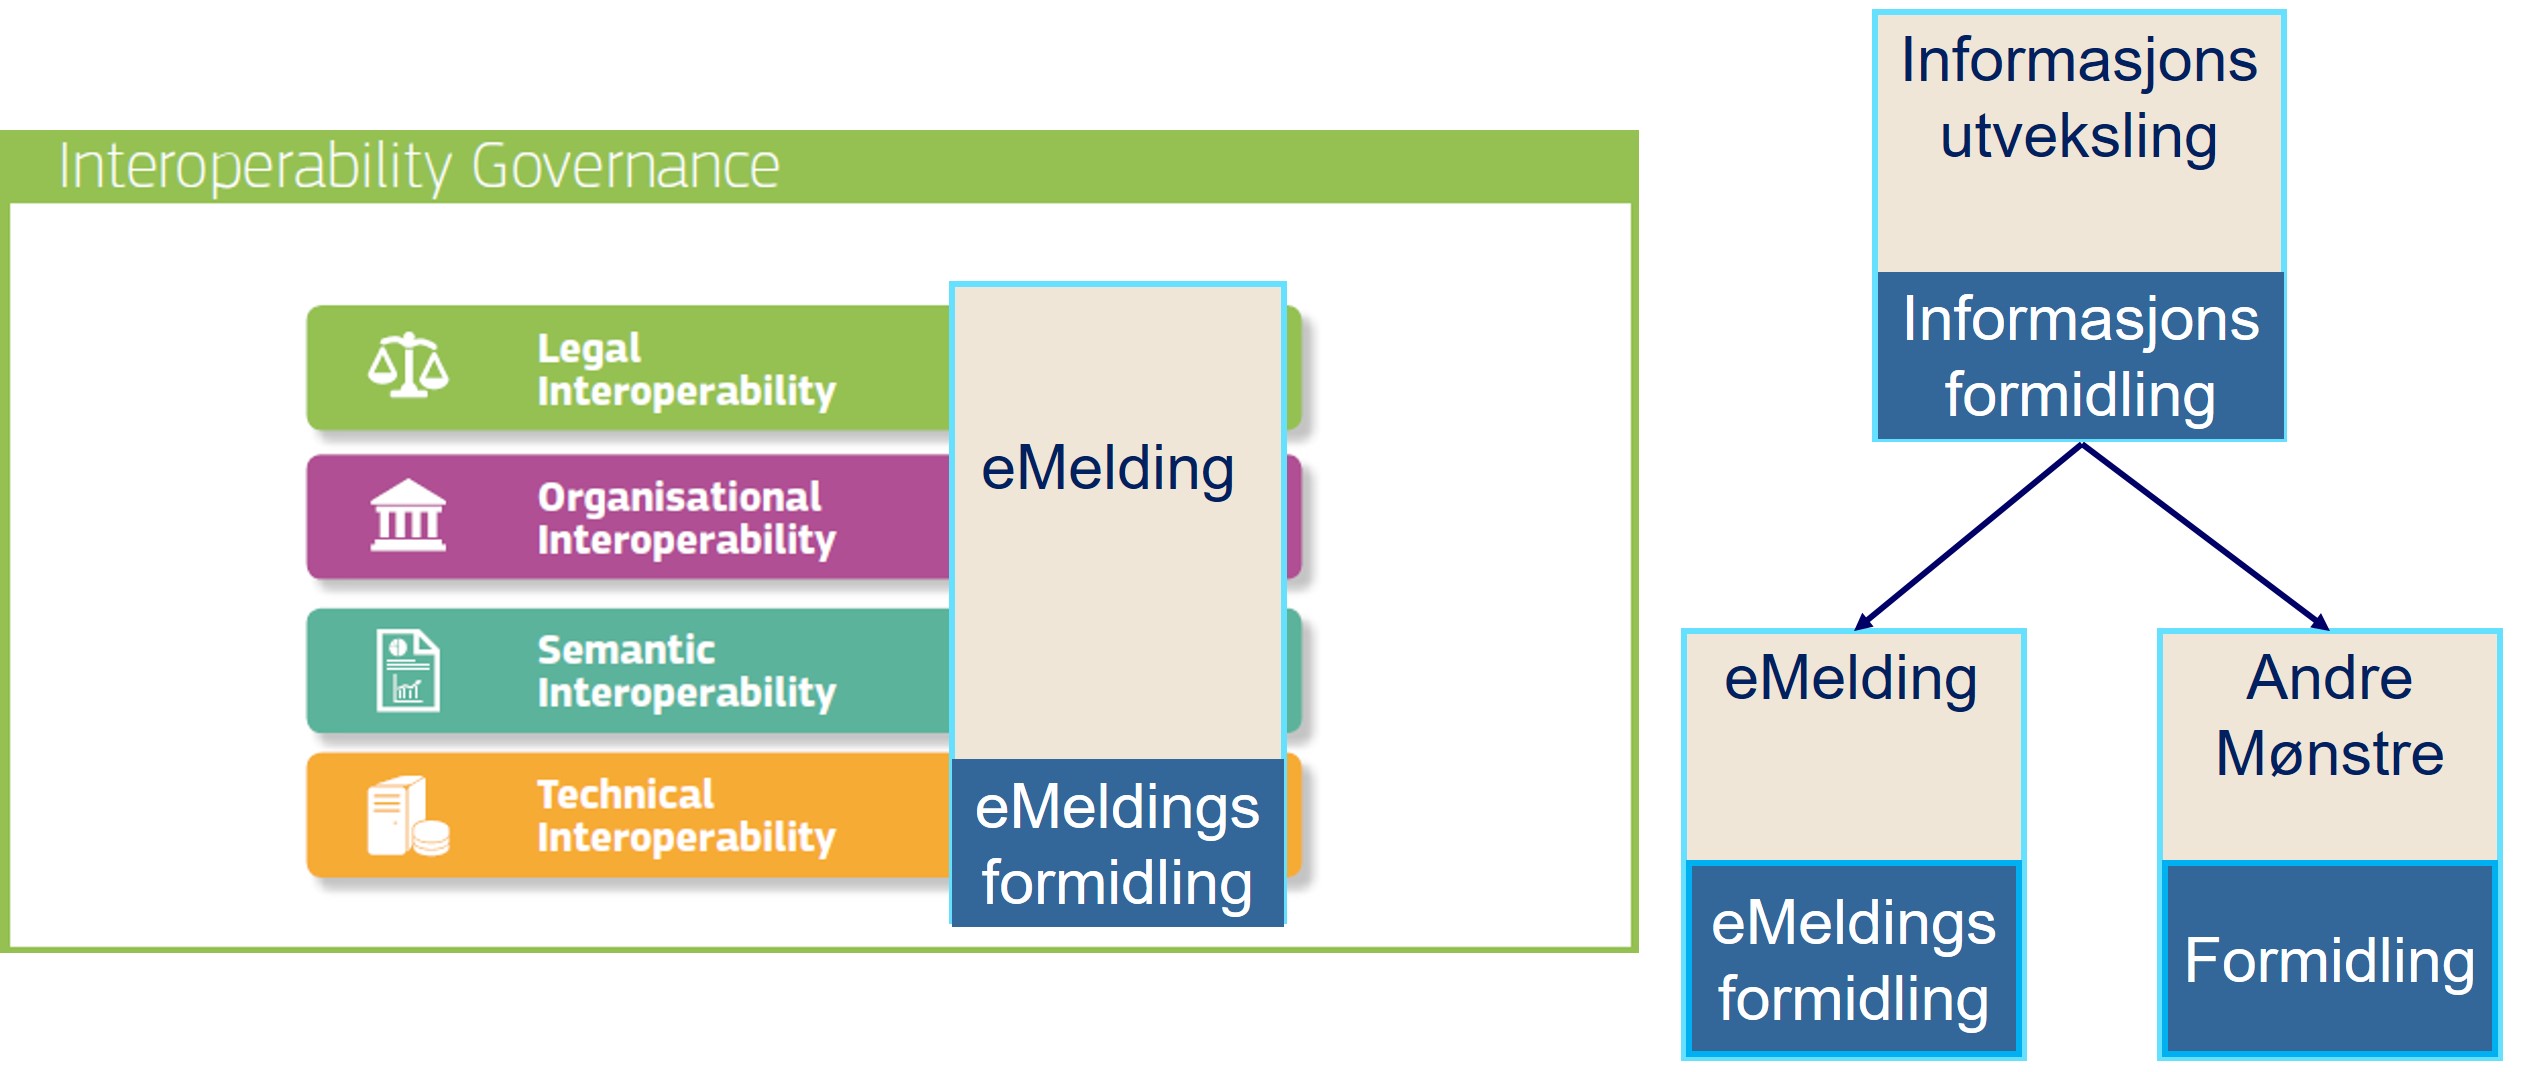 Interoperability Governance
Legal
Interoperability
Organisational
Interoperability
Semantic
Interoperability
Technical
Interoperability
eMelding
eMeldings
formidling
Informasjons
utveksling
Informasjons
formidling
eMelding
eMeldings
formidling
Andre
Mønstre
Formidling